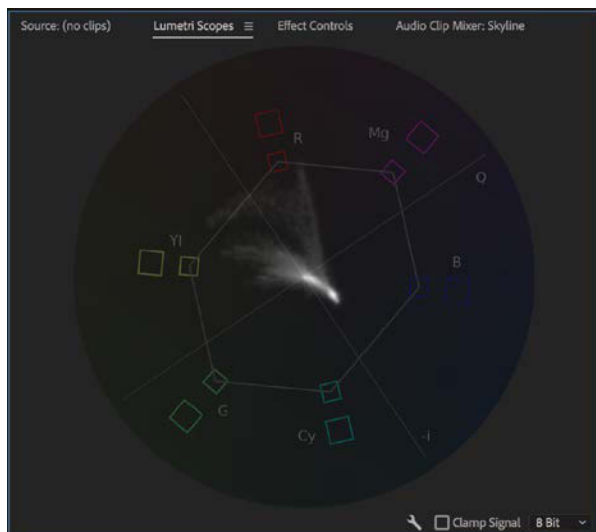 Source: (no clips) Lumetri Scopes Effect Controls Audio Clip Mixer: Skyline
R
Mg
Q
Yl
B
G
Cy
-i
Clamp Signal 8 Bit